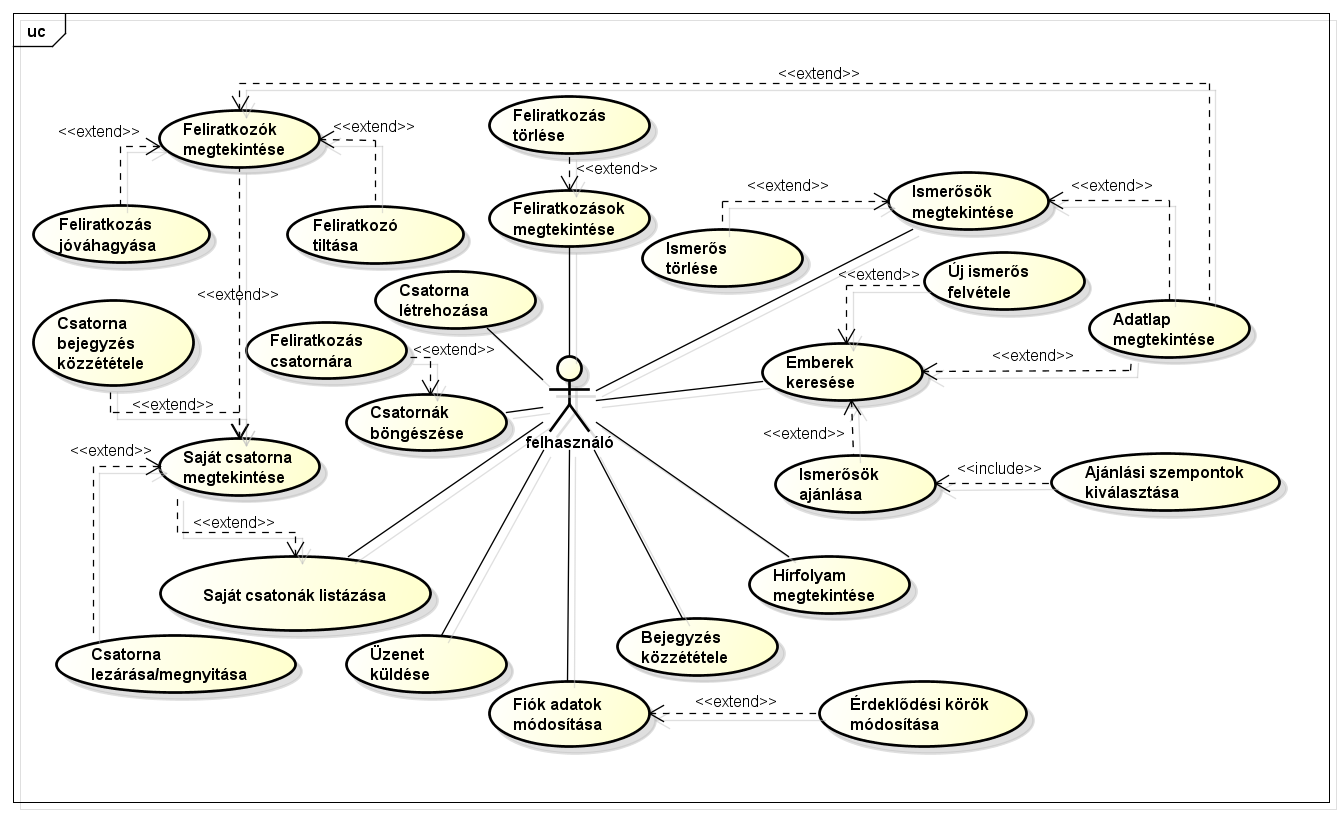 uc
<<extend>>
Feliratkozók
megtekintése
<<extend>>
<<extend>>
Feliratkozás
törlése
<<extend>>
Feliratkozás
jóváhagyása
Feliratkozó
tiltása
Feliratkozások
megtekintése
<<extend>>
Ismerősök
megtekintése
<<extend>>
Ismerős
törlése
<<extend>>
Új ismerős
felvétele
<<extend>>
Csatorna
létrehozása
Csatorna
bejegyzés
közzététele
Feliratkozás
csatornára
<<extend>>
Adatlap
megtekintése
<<extend>>
Emberek
keresése
<<extend>>
Csatornák
böngészése
felhasználó
<<extend>>
<<extend>>
Saját csatorna
megtekintése
Ismerősök
ajánlása
<<include>>
Ajánlási szempontok
kiválasztása
<<extend>>
Saját csatonák listázása
Hírfolyam
megtekintése
Csatorna
lezárása/megnyitása
Üzenet
küldése
Bejegyzés
közzététele
Fiók adatok
módosítása
<<extend>>
Érdeklődési körök
módosítása